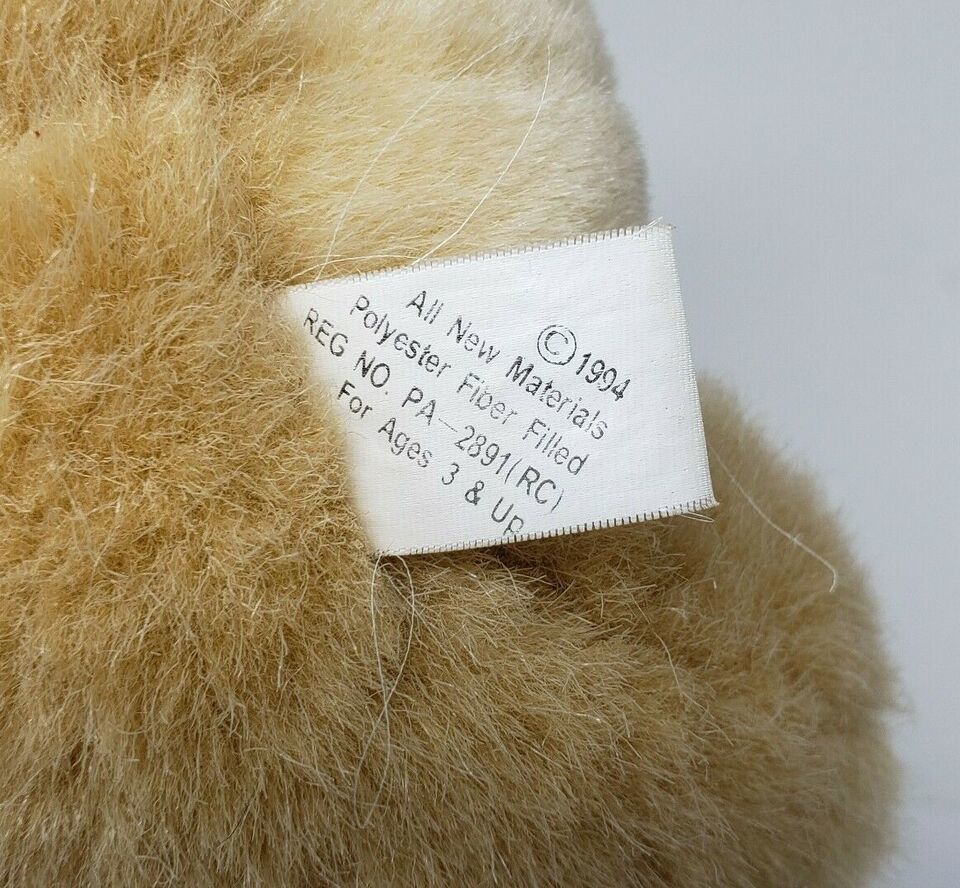 © 1994
All New Materials
Polyester Fiber Filled
REG NO. PA-2891(RC)
For Ages 3 & Up